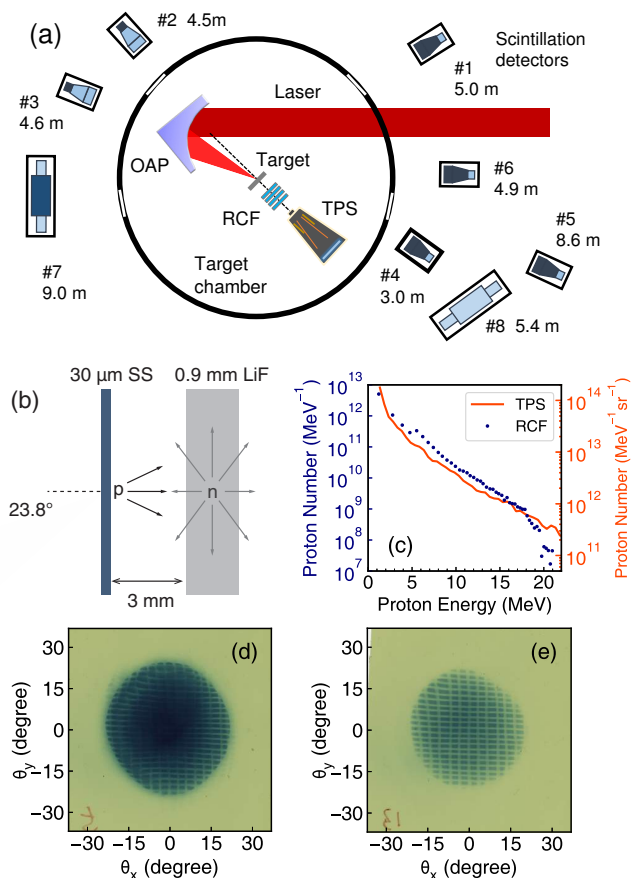 (a)
#2 4.5m
#1
5.0 m
Scintillation
detectors
#3
4.6 m
Laser
OAP
Target
#6
4.9 m
RCF
TPS
#5
8.6 m
#7
9.0 m
Target
chamber
#4
3.0 m
#8 5.4 m
(b)
30 µm SS
0.9 mm LiF
p
n
23.8°
3 mm
Proton Number (MeV⁻¹)
10¹³
10¹²
10¹¹
10¹⁰
10⁹
10⁸
10⁷
TPS
RCF
(c)
10¹⁴
10¹³
10¹²
10¹¹
Proton Number (MeV⁻¹ sr⁻¹)
0 5 10 15 20
Proton Energy (MeV)
(d)
θy (degree)
30
15
0
-15
-30
-30 -15 0 15 30
θx (degree)
(e)
θy (degree)
30
15
0
-15
-30
13
-30 -15 0 15 30
θx (degree)